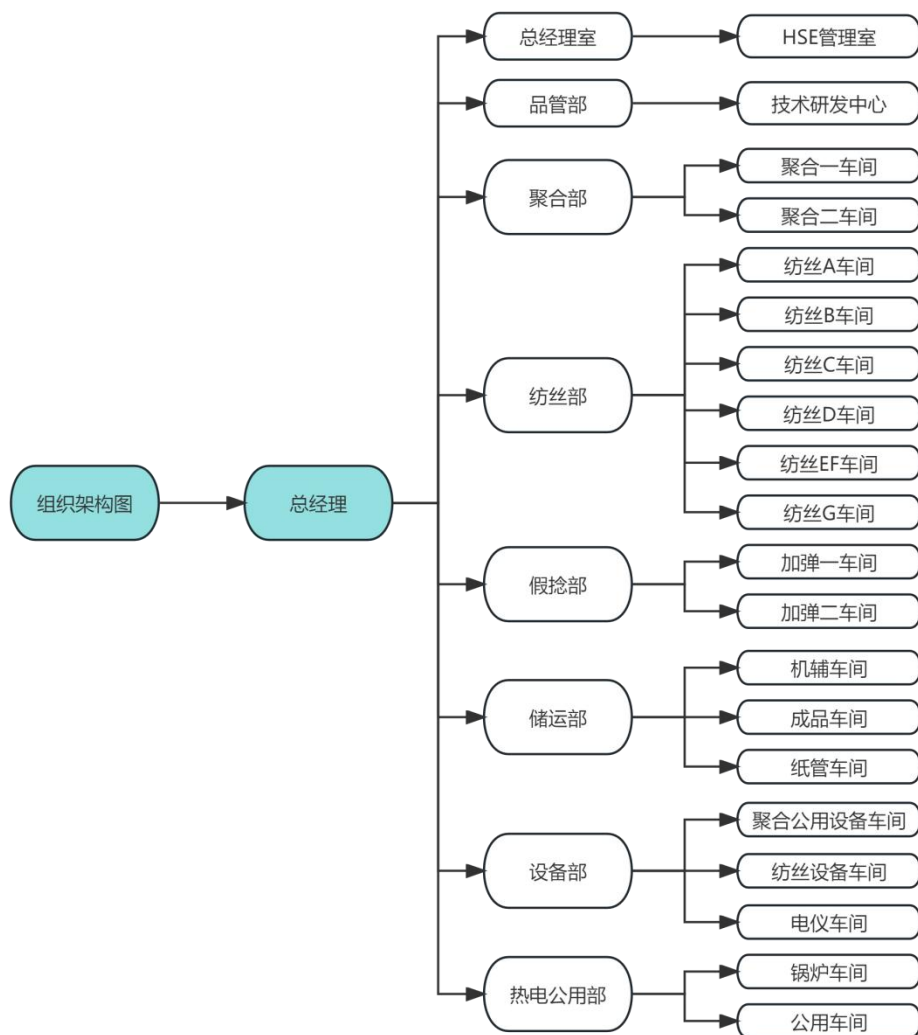 总经理室
HSE管理室
品管部
技术研发中心
聚合部
聚合一车间
聚合二车间
纺丝部
纺丝A车间
纺丝B车间
纺丝C车间
纺丝D车间
纺丝EF车间
纺丝G车间
组织架构图
总经理
假捻部
加弹一车间
加弹二车间
储运部
机辅车间
成品车间
纸管车间
设备部
聚合公用设备车间
纺丝设备车间
电仪车间
热电公用部
锅炉车间
公用车间